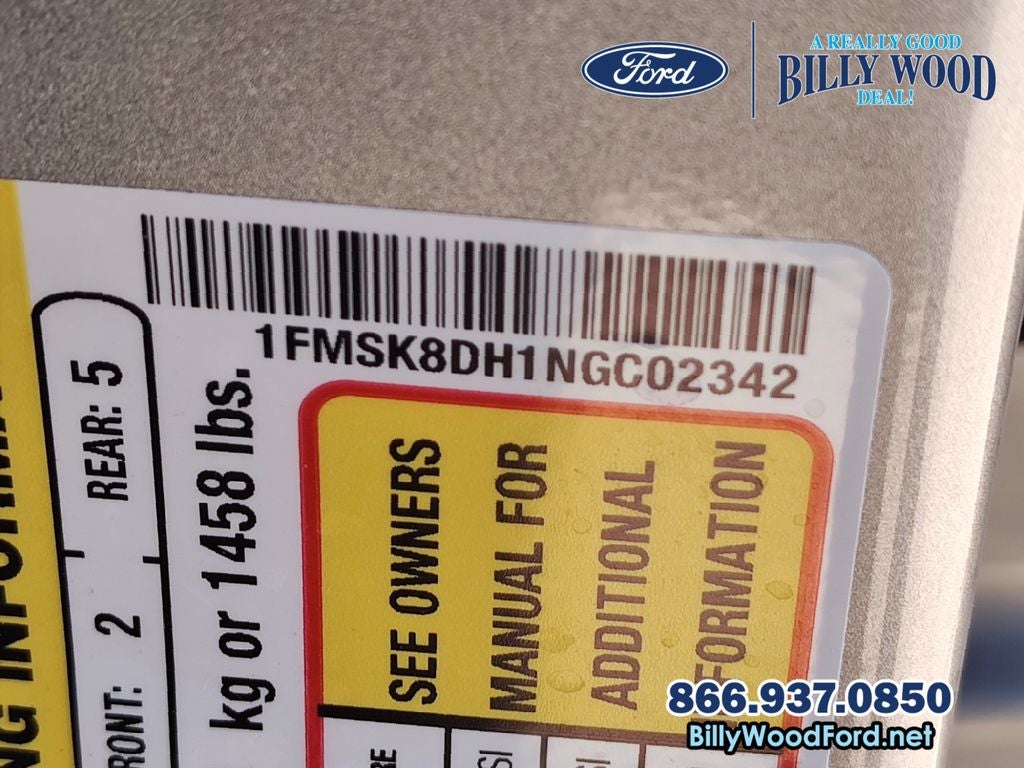 Ford
A REALLY GOOD
BILLY WOOD
DEAL!
1FMSK8DH1NGC02342
REAR: 5
FRONT: 2
kg or 1458 lbs.
SEE OWNERS
MANUAL FOR
ADDITIONAL
INFORMATION
866.937.0850
BillyWoodFord.net